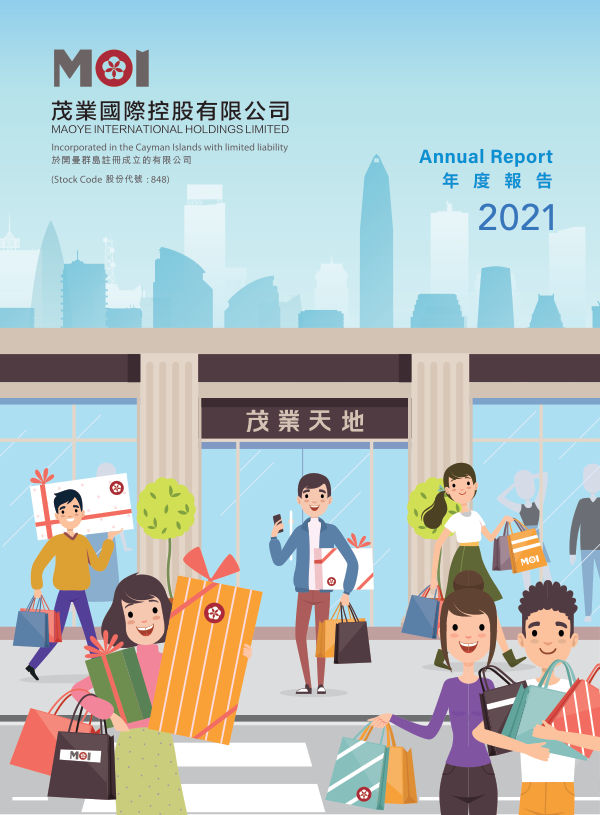 MOI
茂業國際控股有限公司
MAOYE INTERNATIONAL HOLDINGS LIMITED
Incorporated in the Cayman Islands with limited liability
於開曼群島註冊成立的有限公司
(Stock Code 股份代號 : 848)
Annual Report
年度報告
2021
茂業天地
MOI
MOI